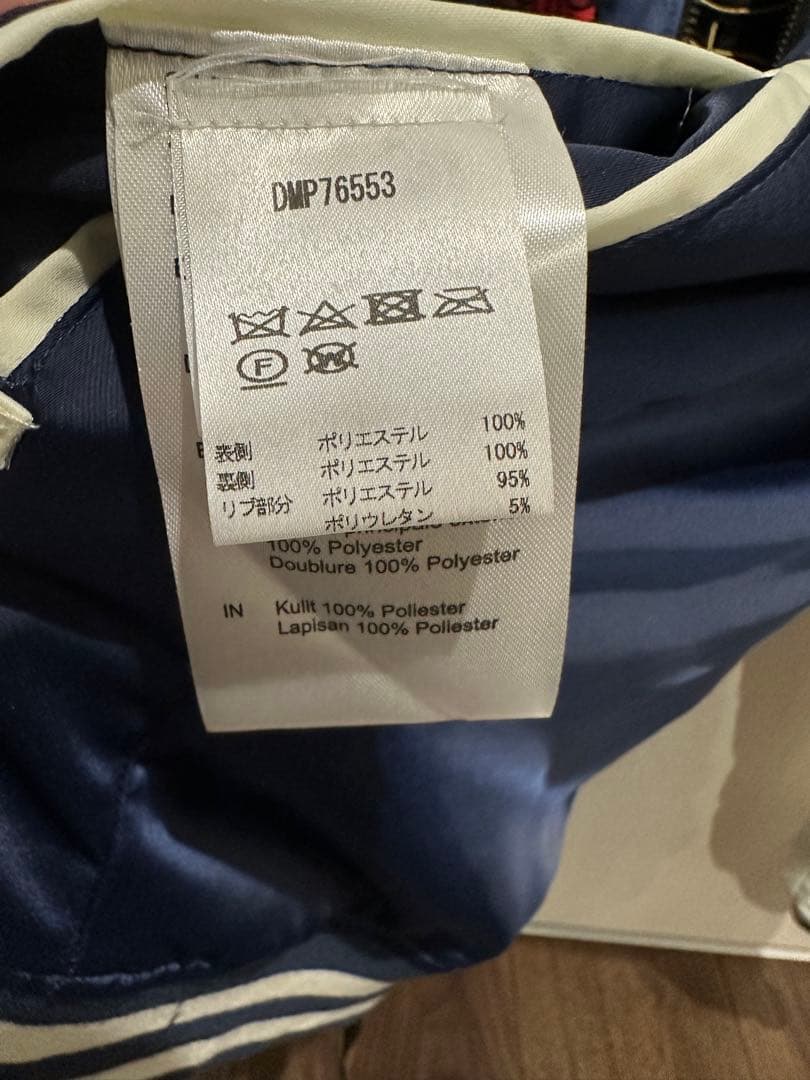 DMP76553
F
W
表側 ポリエステル 100%
裏側 ポリエステル 100%
リブ部分 ポリエステル 95%
ポリウレタン 5%
100% Polyester
Doublure 100% Polyester
IN Kulit 100% Poliester
Lapisan 100% Poliester